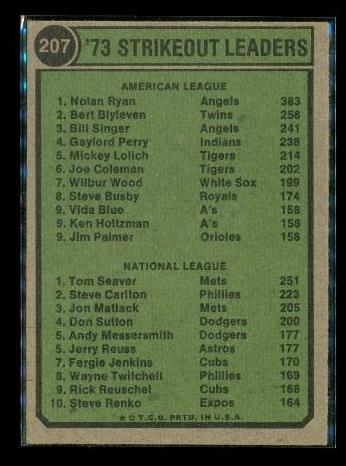 207 '73 STRIKEOUT LEADERS
AMERICAN LEAGUE
1. Nolan Ryan Angels 383
2. Bert Blyleven Twins 258
3. Bill Singer Angels 241
4. Gaylord Perry Indians 238
5. Mickey Lolich Tigers 214
6. Joe Coleman Tigers 202
7. Wilbur Wood White Sox 199
8. Steve Busby Royals 174
9. Vida Blue A's 158
9. Ken Holtzman A's 158
9. Jim Palmer Orioles 158
NATIONAL LEAGUE
1. Tom Seaver Mets 251
2. Steve Carlton Phillies 223
3. Jon Matlack Mets 205
4. Don Sutton Dodgers 200
5. Andy Messersmith Dodgers 177
5. Jerry Reuss Astros 177
7. Fergie Jenkins Cubs 170
8. Wayne Twitchell Phillies 169
9. Rick Reuschel Cubs 168
10. Steve Renko Expos 164
* © T.C.G. PRTD. IN U.S.A.